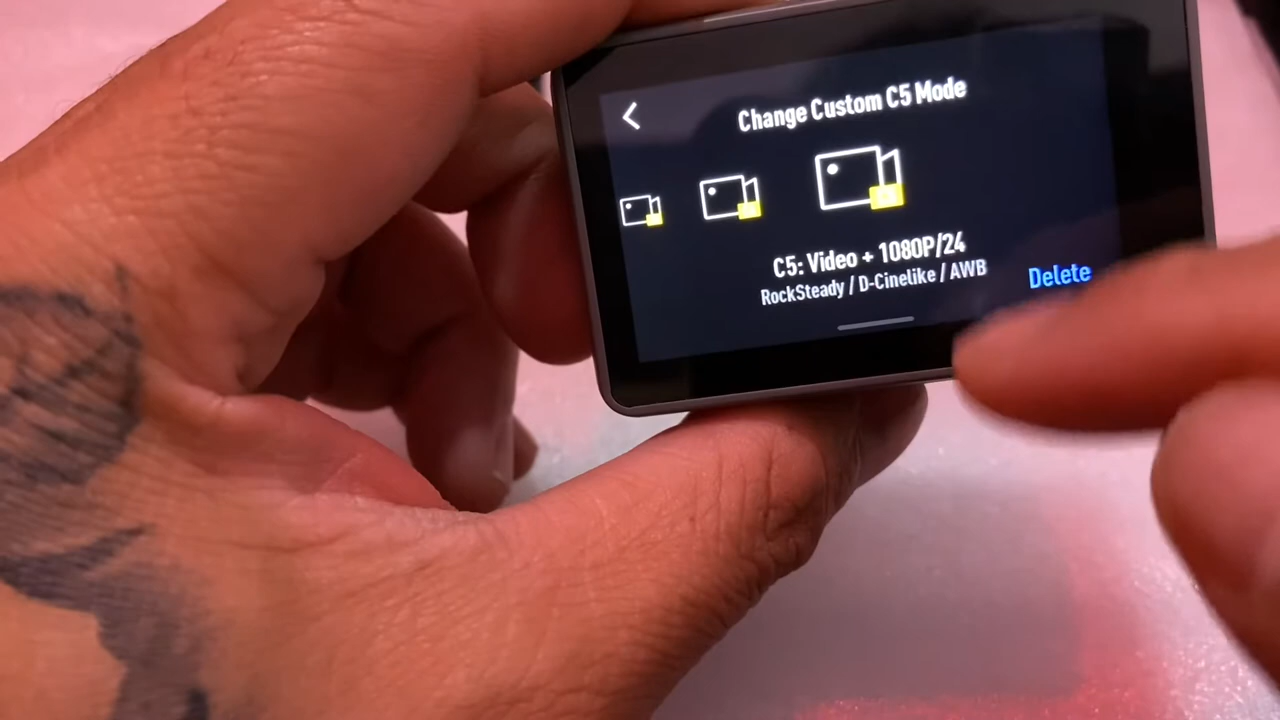 Change Custom C5 Mode
C5: Video + 1080P/24
RockSteady / D-Cinelike / AWB
Delete